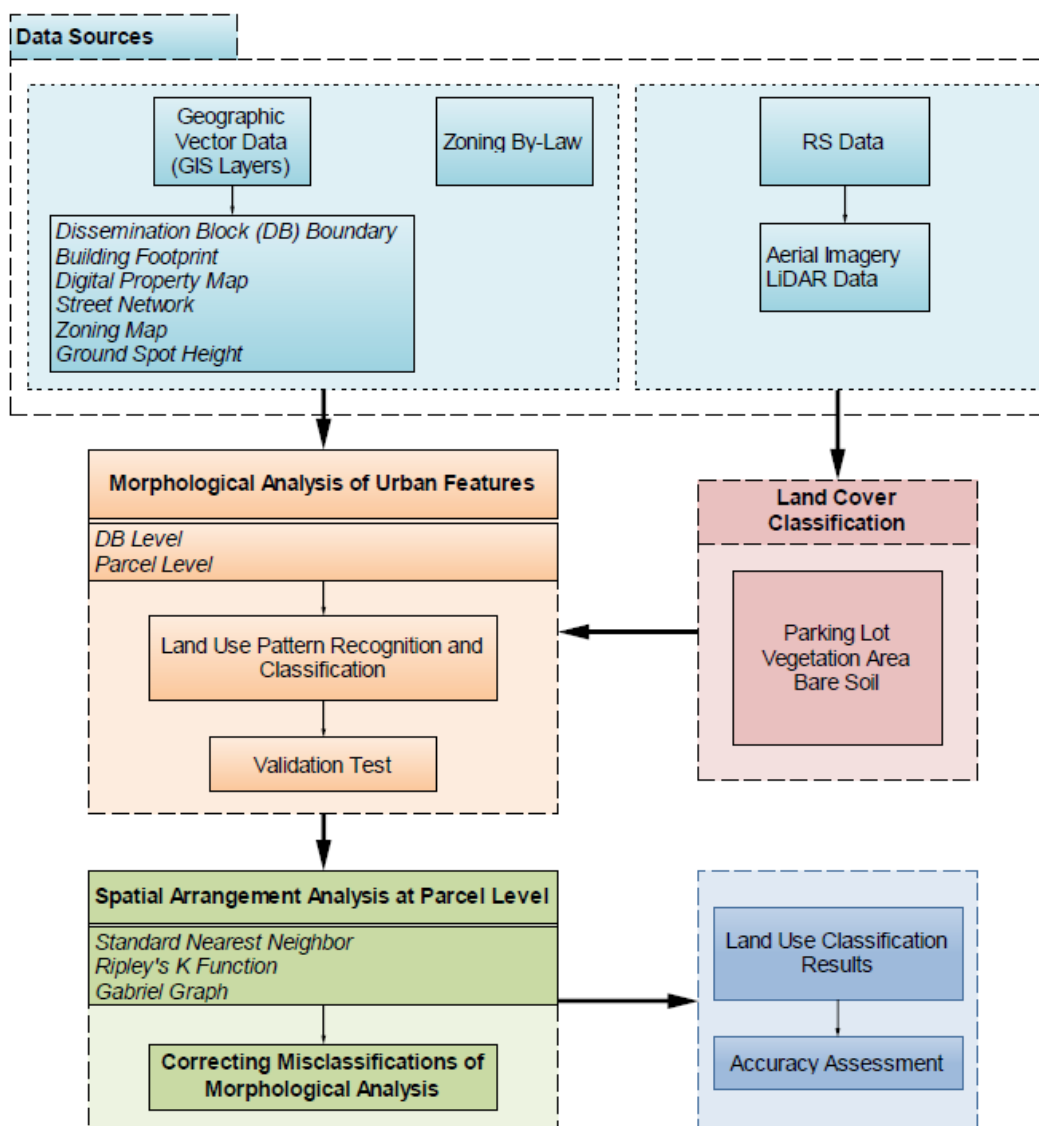 Data Sources
Geographic
Vector Data
(GIS Layers)
Zoning By-Law
RS Data
Dissemination Block (DB) Boundary
Building Footprint
Digital Property Map
Street Network
Zoning Map
Ground Spot Height
Aerial Imagery
LiDAR Data
Morphological Analysis of Urban Features
DB Level
Parcel Level
Land Use Pattern Recognition and
Classification
Validation Test
Land Cover
Classification
Parking Lot
Vegetation Area
Bare Soil
Spatial Arrangement Analysis at Parcel Level
Standard Nearest Neighbor
Ripley's K Function
Gabriel Graph
Correcting Misclassifications of
Morphological Analysis
Land Use Classification
Results
Accuracy Assessment